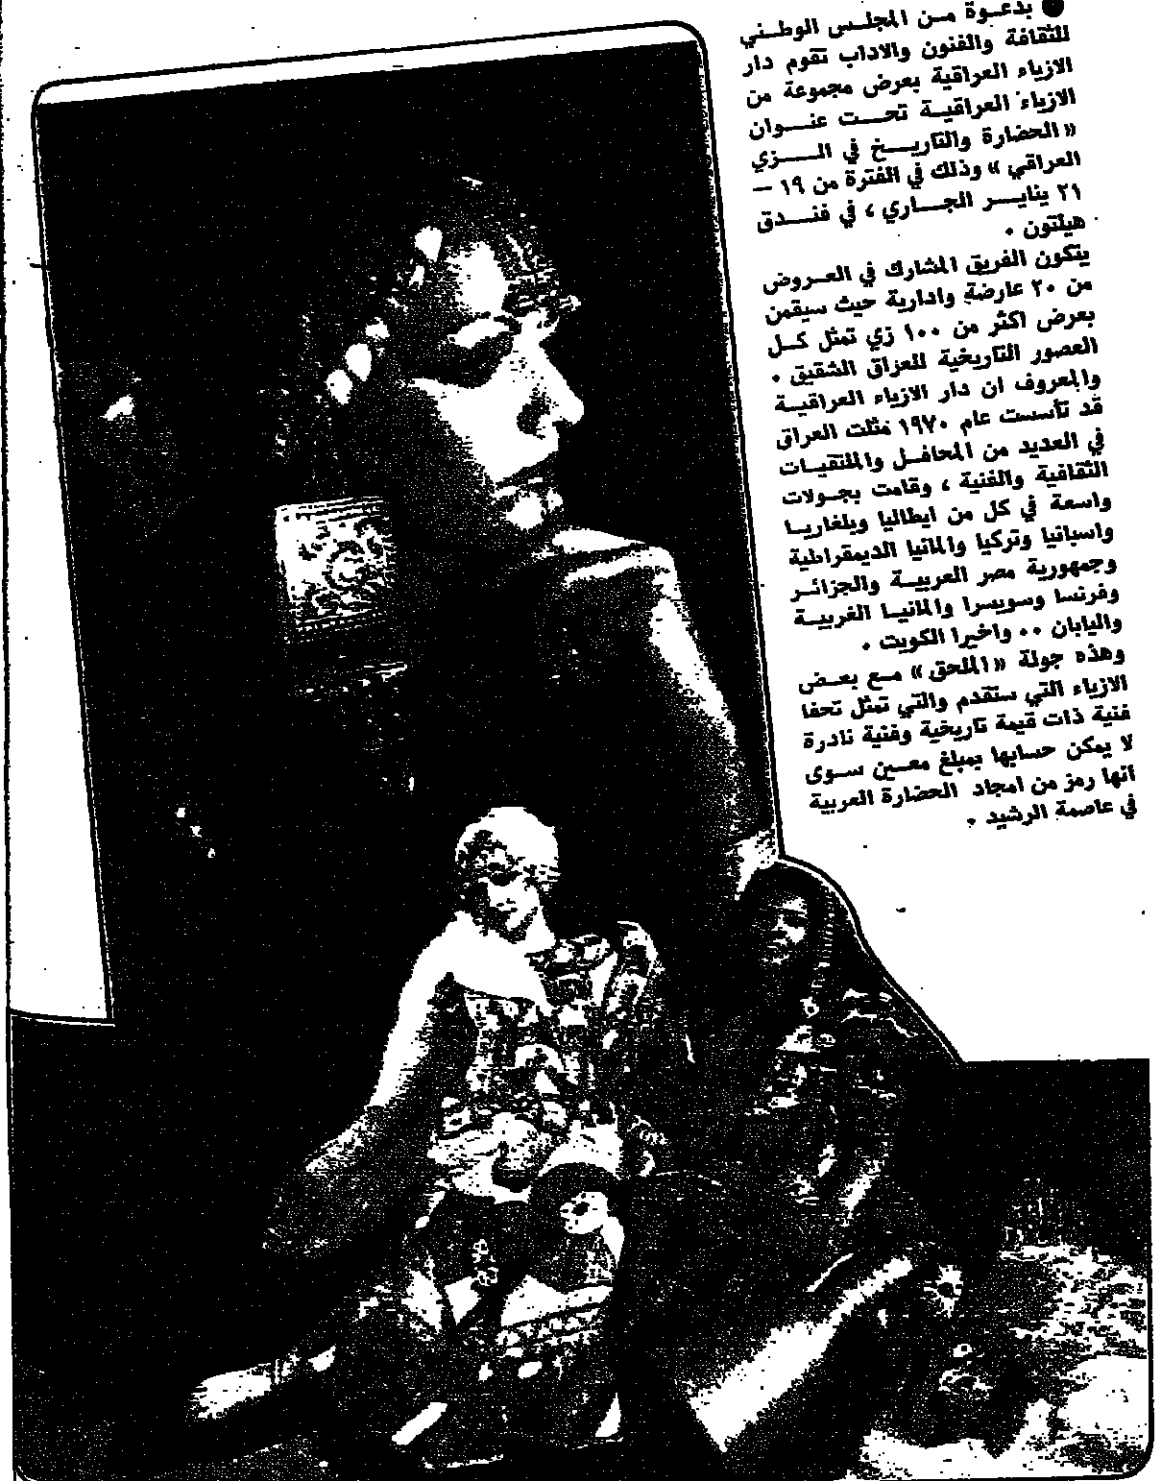 ● بدعوة من المجلس الوطني
للثقافة والفنون والاداب تقوم دار
الازياء العراقية بعرض مجموعة من
الازياء العراقية تحت عنوان
« الحضارة والتاريخ في الزي
العراقي » وذلك في الفترة من ١٩ —
٢١ يناير الجاري ، في فندق
هيلتون .
يتكون الفريق المشارك في العروض
من ٢٠ عارضة وادارية حيث سيقمن
بعرض اكثر من ١٠٠ زي تمثل كل
العصور التاريخية للعراق الشقيق .
والمعروف ان دار الازياء العراقية
قد تأسست عام ١٩٧٠ مثلت العراق
في العديد من المحافل والملتقيات
الثقافية والفنية ، وقامت بجولات
واسعة في كل من ايطاليا وبلغاريا
واسبانيا وتركيا والمانيا الديمقراطية
وجمهورية مصر العربية والجزائر
وفرنسا وسويسرا والمانيا الغربية
واليابان .. واخيرا الكويت .
وهذه جولة « الملحق » مع بعض
الازياء التي ستقدم والتي تمثل تحفا
فنية ذات قيمة تاريخية وفنية نادرة
لا يمكن حسابها بمبلغ معين سوى
أنها رمز من امجاد الحضارة العربية
في عاصمة الرشيد .